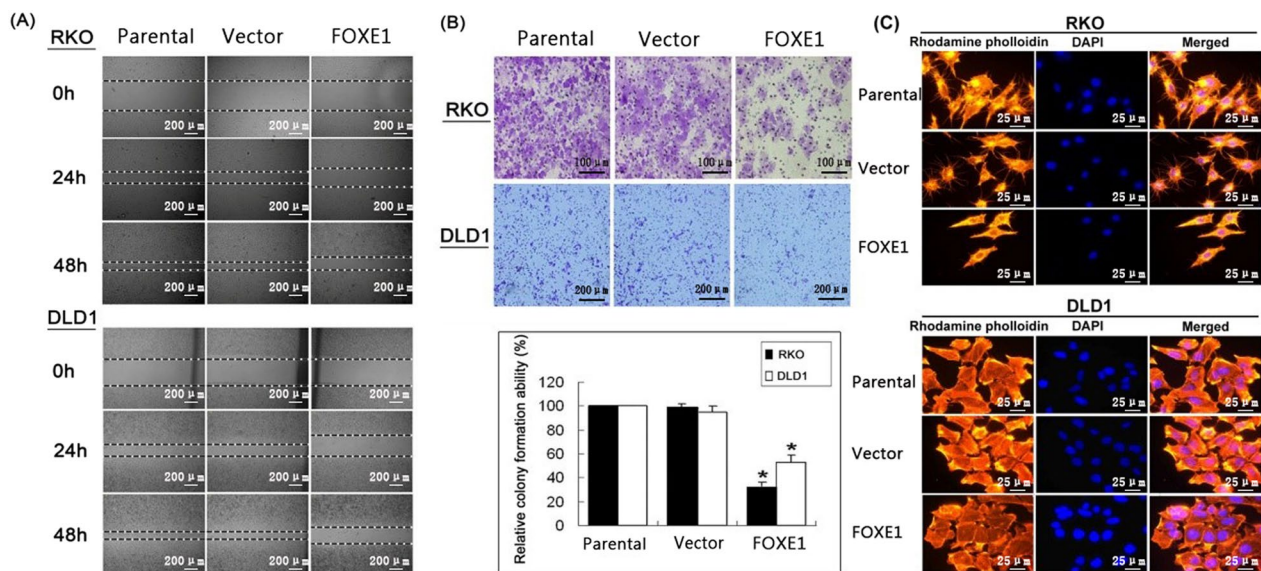 (A)
RKO
Parental Vector FOXE1
0h
200 μm 200 μm 200 μm
24h
200 μm 200 μm 200 μm
48h
200 μm 200 μm 200 μm
DLD1
0h
200 μm 200 μm 200 μm
24h
200 μm 200 μm 200 μm
48h
200 μm 200 μm 200 μm
(B)
Parental Vector FOXE1
RKO
100 μm 100 μm 100 μm
DLD1
200 μm 200 μm 200 μm
Relative colony formation ability (%)
RKO
DLD1
120
100
80
60
40
20
0
* *
Parental Vector FOXE1
(C)
RKO
Rhodamine pholloidin DAPI Merged
Parental
25 μm 25 μm 25 μm
Vector
25 μm 25 μm 25 μm
FOXE1
25 μm 25 μm 25 μm
DLD1
Rhodamine pholloidin DAPI Merged
Parental
25 μm 25 μm 25 μm
Vector
25 μm 25 μm 25 μm
FOXE1
25 μm 25 μm 25 μm